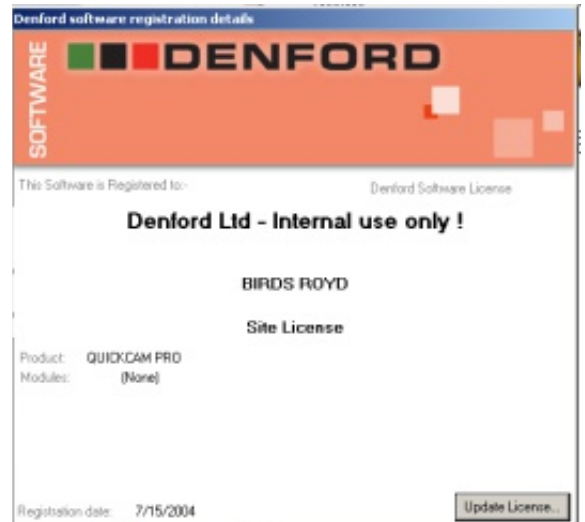 Denford software registration details
SOFTWARE
DENFORD
This Software is Registered to:-
Denford Software License
Denford Ltd - Internal use only !
BIRDS ROYD
Site License
Product: QUICKCAM PRO
Modules: (None)
Registration date: 7/15/2004
Update License...